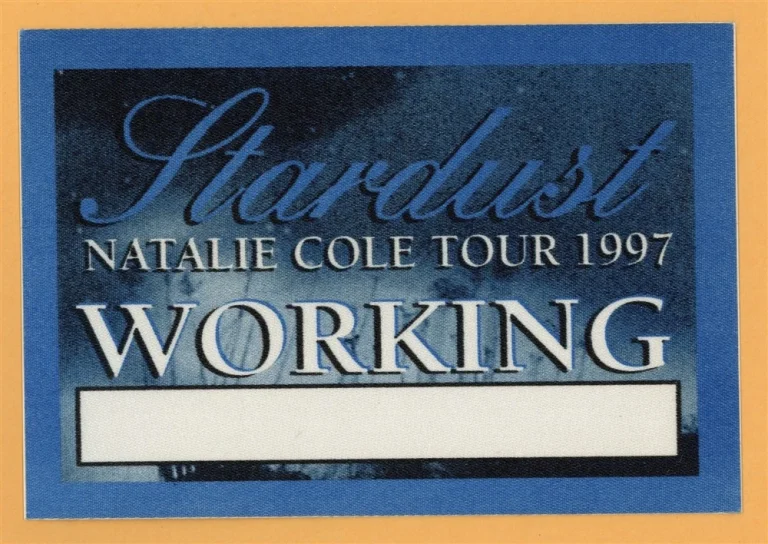 Stardust
NATALIE COLE TOUR 1997
WORKING